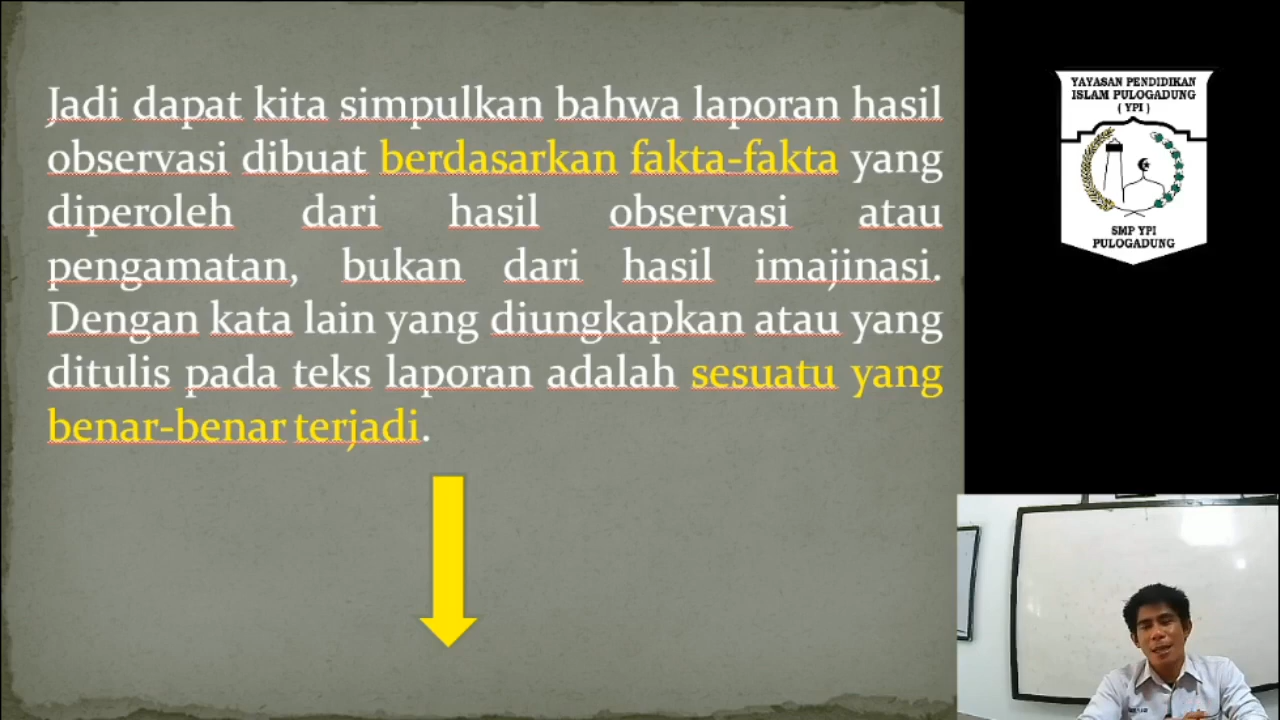 Jadi dapat kita simpulkan bahwa laporan hasil
observasi dibuat berdasarkan fakta-fakta yang
diperoleh dari hasil observasi atau
pengamatan, bukan dari hasil imajinasi.
Dengan kata lain yang diungkapkan atau yang
ditulis pada teks laporan adalah sesuatu yang
benar-benar terjadi.
YAYASAN PENDIDIKAN
ISLAM PULOGADUNG
( YPI )
SMP YPI
PULOGADUNG